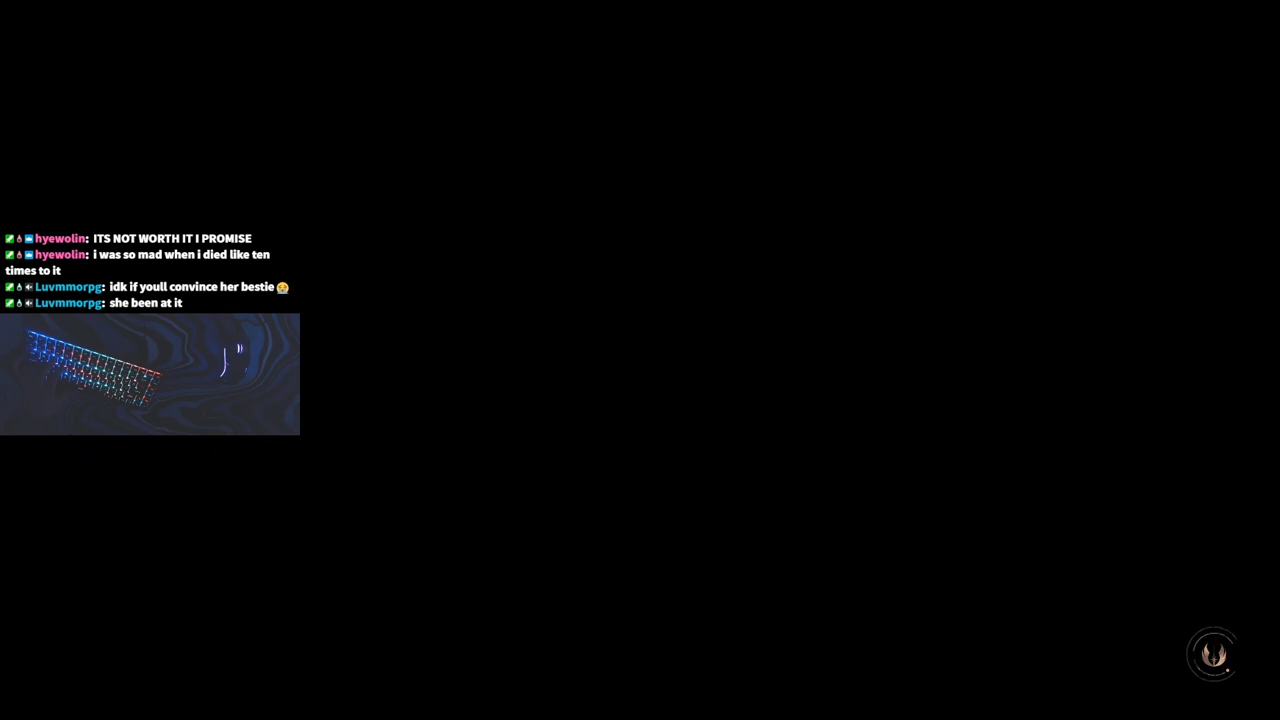 hyewolin: ITS NOT WORTH IT I PROMISE
hyewolin: i was so mad when i died like ten
times to it
Luvmmorpg: idk if youll convince her bestie 😭
Luvmmorpg: she been at it